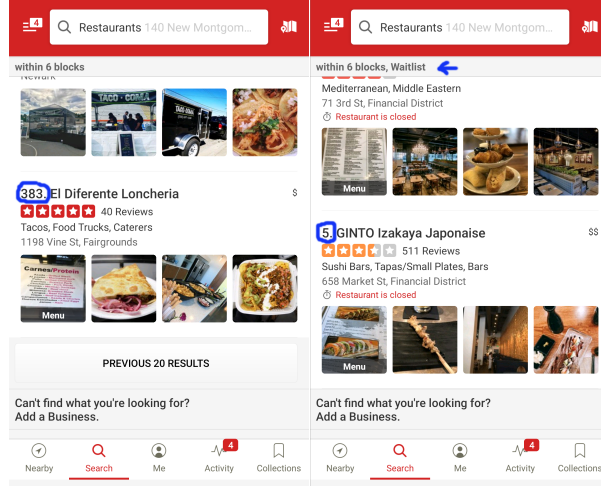 4
Restaurants 140 New Montgom...
within 6 blocks
Newark
TACO-COMA
383. El Diferente Loncheria
$
40 Reviews
Tacos, Food Trucks, Caterers
1198 Vine St, Fairgrounds
Carnes/Protein
Menu
PREVIOUS 20 RESULTS
Can't find what you're looking for?
Add a Business.
4
Nearby
Search
Me
Activity
Collections
4
Restaurants 140 New Montgom...
within 6 blocks, Waitlist
Mediterranean, Middle Eastern
71 3rd St, Financial District
Restaurant is closed
Menu
5. GINTO Izakaya Japonaise
$$
511 Reviews
Sushi Bars, Tapas/Small Plates, Bars
658 Market St, Financial District
Restaurant is closed
Menu
Can't find what you're looking for?
Add a Business.
4
Nearby
Search
Me
Activity
Collections